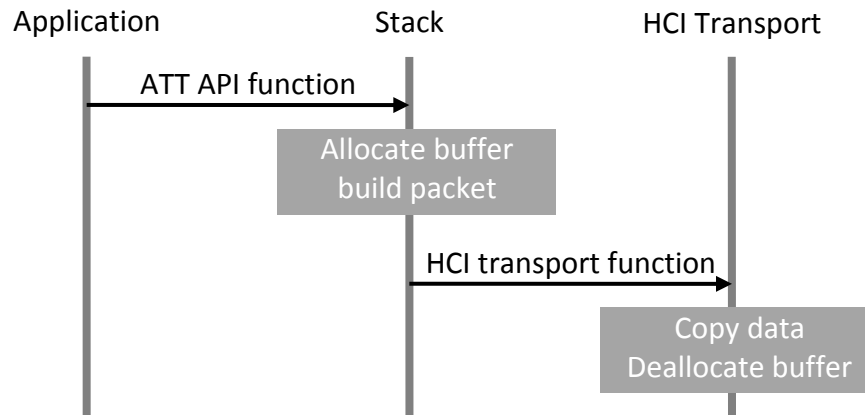 Application
Stack
HCI Transport
ATT API function
Allocate buffer
build packet
HCI transport function
Copy data
Deallocate buffer